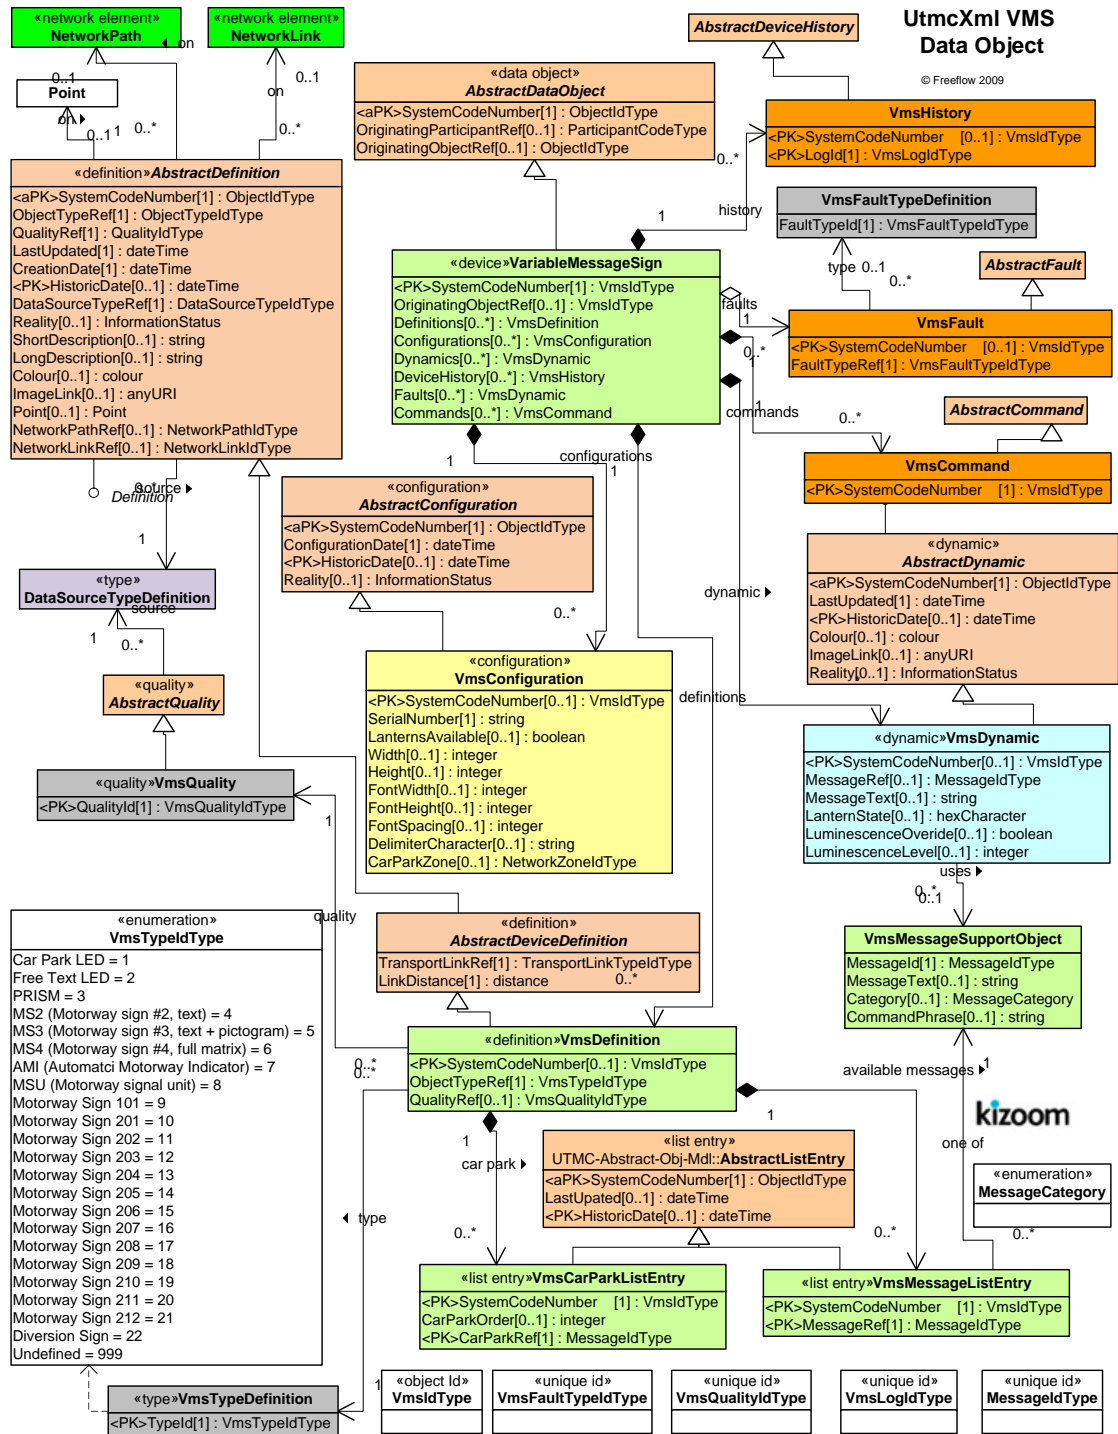 UtmcXml VMS
Data Object
© Freeflow 2009
«network element»
NetworkPath
«network element»
NetworkLink
on
0..1
0..1
on
Point
on
0..1
1
0..*
0..*
«definition»AbstractDefinition
<aPK>SystemCodeNumber[1] : ObjectIdType
ObjectTypeRef[1] : ObjectTypeIdType
QualityRef[1] : QualityIdType
LastUpdated[1] : dateTime
CreationDate[1] : dateTime
<PK>HistoricDate[0..1] : dateTime
DataSourceTypeRef[1] : DataSourceTypeIdType
Reality[0..1] : InformationStatus
ShortDescription[0..1] : string
LongDescription[0..1] : string
Colour[0..1] : colour
ImageLink[0..1] : anyURI
Point[0..1] : Point
NetworkPathRef[0..1] : NetworkPathIdType
NetworkLinkRef[0..1] : NetworkLinkIdType
Definition
0..*
source
1
«data object»
AbstractDataObject
<aPK>SystemCodeNumber[1] : ObjectIdType
OriginatingParticipantRef[0..1] : ParticipantCodeType
OriginatingObjectRef[0..1] : ObjectIdType
AbstractDeviceHistory
VmsHistory
<PK>SystemCodeNumber [0..1] : VmsIdType
<PK>LogId[1] : VmsLogIdType
0..*
1
history
VmsFaultTypeDefinition
FaultTypeId[1] : VmsFaultTypeIdType
type
0..1
0..*
AbstractFault
«device»VariableMessageSign
<PK>SystemCodeNumber[1] : VmsIdType
OriginatingObjectRef[0..1] : VmsIdType
Definitions[0..*] : VmsDefinition
Configurations[0..*] : VmsConfiguration
Dynamics[0..*] : VmsDynamic
DeviceHistory[0..*] : VmsHistory
Faults[0..*] : VmsDynamic
Commands[0..*] : VmsCommand
faults
1
0..*
VmsFault
<PK>SystemCodeNumber [0..1] : VmsIdType
FaultTypeRef[1] : VmsFaultTypeIdType
1
1
commands
0..*
AbstractCommand
VmsCommand
<PK>SystemCodeNumber [1] : VmsIdType
1
configurations
1
«configuration»
AbstractConfiguration
<aPK>SystemCodeNumber[1] : ObjectIdType
ConfigurationDate[1] : dateTime
<PK>HistoricDate[0..1] : dateTime
Reality[0..1] : InformationStatus
«dynamic»
AbstractDynamic
<aPK>SystemCodeNumber[1] : ObjectIdType
LastUpdated[1] : dateTime
<PK>HistoricDate[0..1] : dateTime
Colour[0..1] : colour
ImageLink[0..1] : anyURI
Reality[0..1] : InformationStatus
«type»
DataSourceTypeDefinition
source
1
0..*
dynamic
0..*
«quality»
AbstractQuality
«configuration»
VmsConfiguration
<PK>SystemCodeNumber[0..1] : VmsIdType
SerialNumber[1] : string
LanternsAvailable[0..1] : boolean
Width[0..1] : integer
Height[0..1] : integer
FontWidth[0..1] : integer
FontHeight[0..1] : integer
FontSpacing[0..1] : integer
DelimiterCharacter[0..1] : string
CarParkZone[0..1] : NetworkZoneIdType
definitions
0..*
«dynamic»VmsDynamic
<PK>SystemCodeNumber[0..1] : VmsIdType
MessageRef[0..1] : MessageIdType
MessageText[0..1] : string
LanternState[0..1] : hexCharacter
LuminescenceOveride[0..1] : boolean
LuminescenceLevel[0..1] : integer
«quality»VmsQuality
<PK>QualityId[1] : VmsQualityIdType
1
uses
0..*
0..1
quality
«enumeration»
VmsTypeIdType
Car Park LED = 1
Free Text LED = 2
PRISM = 3
MS2 (Motorway sign #2, text) = 4
MS3 (Motorway sign #3, text + pictogram) = 5
MS4 (Motorway sign #4, full matrix) = 6
AMI (Automatci Motorway Indicator) = 7
MSU (Motorway signal unit) = 8
Motorway Sign 101 = 9
Motorway Sign 201 = 10
Motorway Sign 202 = 11
Motorway Sign 203 = 12
Motorway Sign 204 = 13
Motorway Sign 205 = 14
Motorway Sign 206 = 15
Motorway Sign 207 = 16
Motorway Sign 208 = 17
Motorway Sign 209 = 18
Motorway Sign 210 = 19
Motorway Sign 211 = 20
Motorway Sign 212 = 21
Diversion Sign = 22
Undefined = 999
«definition»
AbstractDeviceDefinition
TransportLinkRef[1] : TransportLinkTypeIdType
LinkDistance[1] : distance
0..*
VmsMessageSupportObject
MessageId[1] : MessageIdType
MessageText[0..1] : string
Category[0..1] : MessageCategory
CommandPhrase[0..1] : string
«definition»VmsDefinition
<PK>SystemCodeNumber[0..1] : VmsIdType
ObjectTypeRef[1] : VmsTypeIdType
QualityRef[0..1] : VmsQualityIdType
0..*
0..*
available messages
1
1
1
car park
one of
kizoom
«list entry»
UTMC-Abstract-Obj-Mdl::AbstractListEntry
<aPK>SystemCodeNumber[1] : ObjectIdType
LastUpated[0..1] : dateTime
<PK>HistoricDate[0..1] : dateTime
«enumeration»
MessageCategory
type
0..*
0..*
0..*
«list entry»VmsCarParkListEntry
<PK>SystemCodeNumber [1] : VmsIdType
CarParkOrder[0..1] : integer
<PK>CarParkRef[1] : MessageIdType
«list entry»VmsMessageListEntry
<PK>SystemCodeNumber [1] : VmsIdType
<PK>MessageRef[1] : MessageIdType
«type»VmsTypeDefinition
<PK>TypeId[1] : VmsTypeIdType
1
«object Id»
VmsIdType
«unique id»
VmsFaultTypeIdType
«unique id»
VmsQualityIdType
«unique id»
VmsLogIdType
«unique id»
MessageIdType